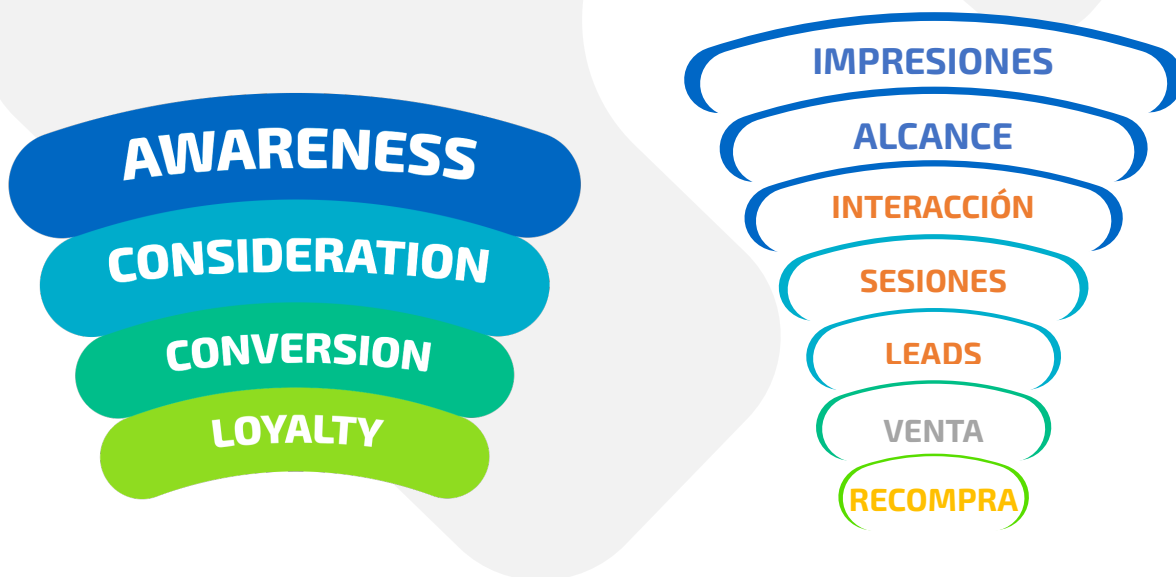 AWARENESS
CONSIDERATION
CONVERSION
LOYALTY
IMPRESIONES
ALCANCE
INTERACCIÓN
SESIONES
LEADS
VENTA
RECOMPRA